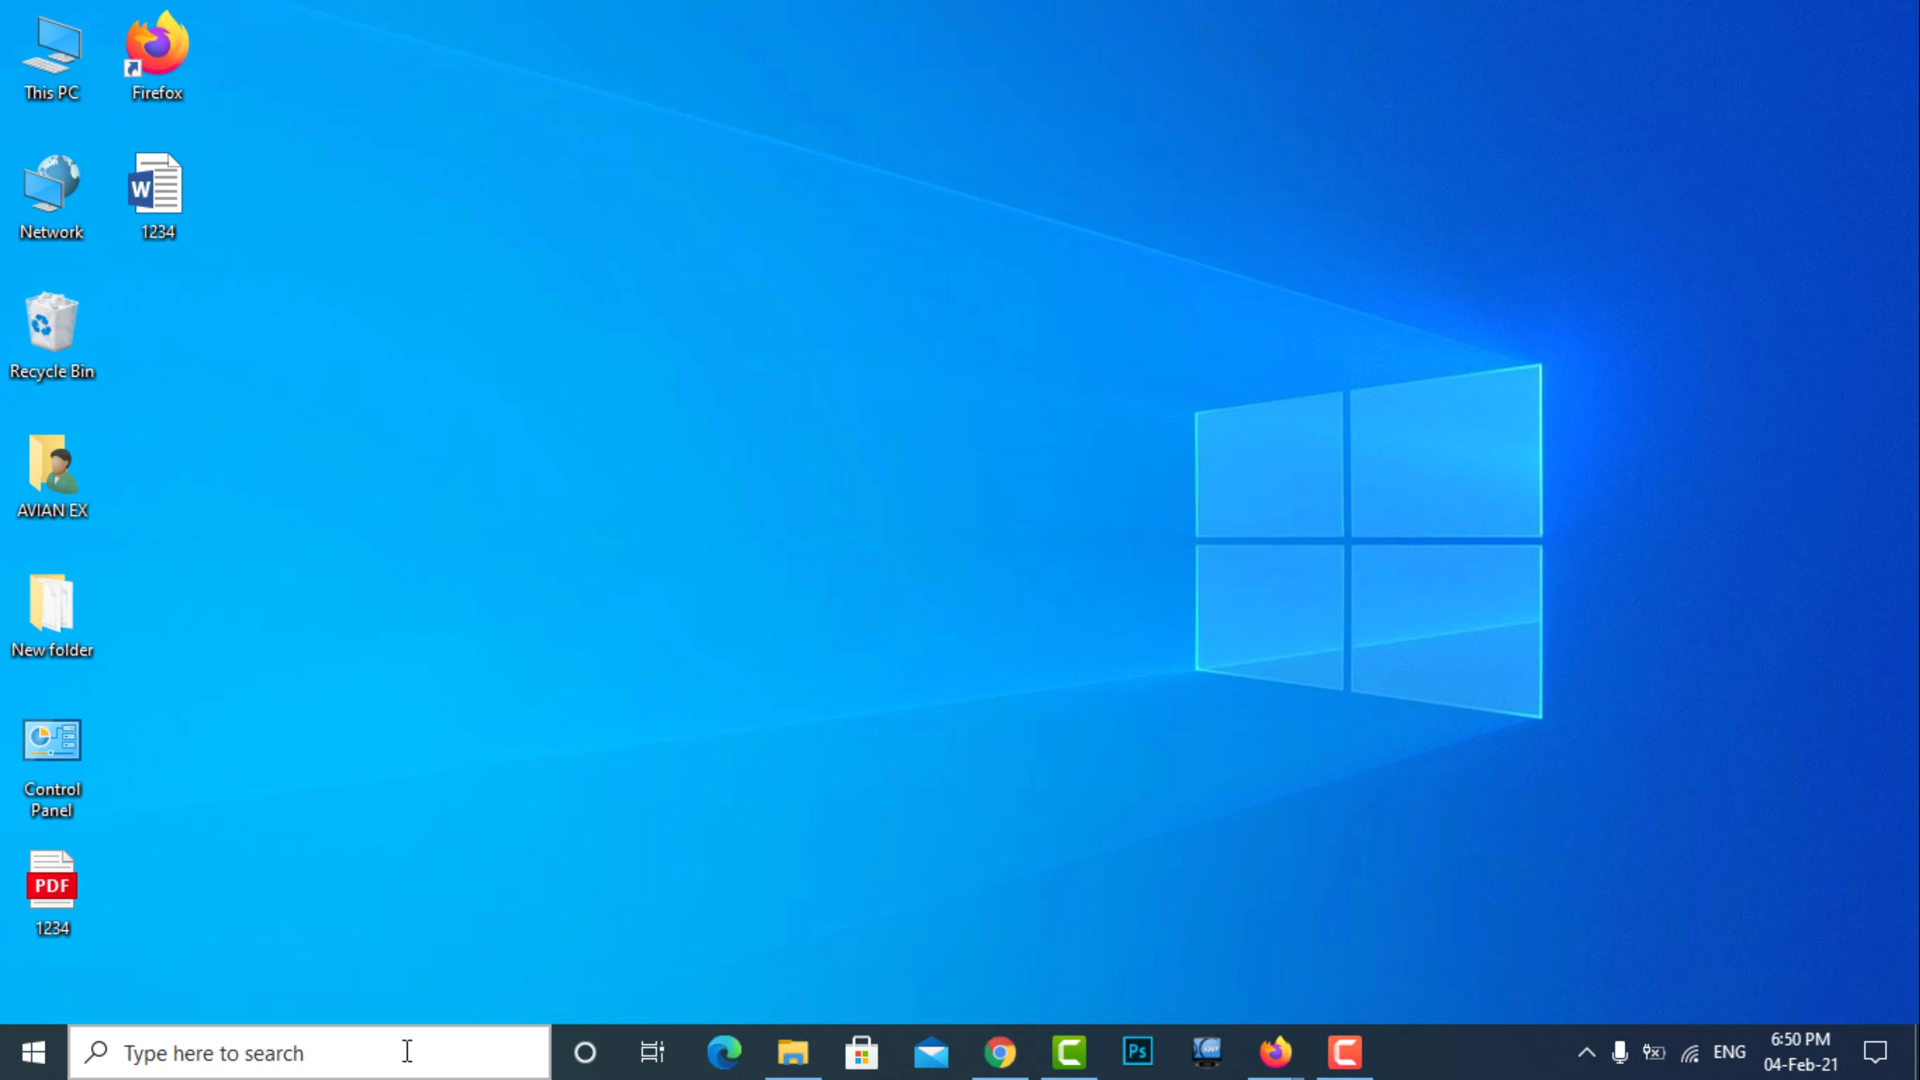 This PC
Firefox
Network
W
1234
Recycle Bin
AVIAN EX
New folder
Control
Panel
PDF
1234
Type here to search
Ps
ENG
6:50 PM
04-Feb-21